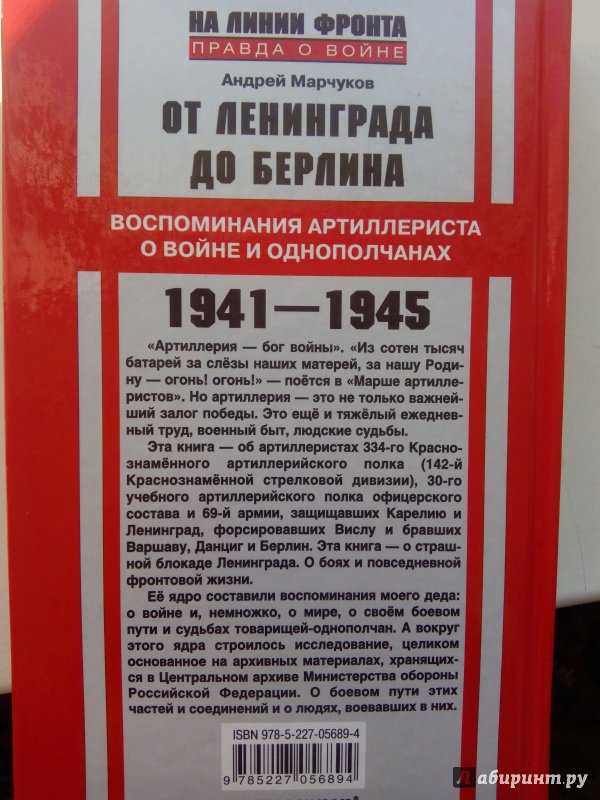 НА ЛИНИИ ФРОНТА
ПРАВДА О ВОЙНЕ
Андрей Марчуков
ОТ ЛЕНИНГРАДА
ДО БЕРЛИНА
ВОСПОМИНАНИЯ АРТИЛЛЕРИСТА
О ВОЙНЕ И ОДНОПОЛЧАНАХ
1941—1945
«Артиллерия — бог войны». «Из сотен тысяч
батарей за слёзы наших матерей, за нашу Роди-
ну — огонь! огонь!» — поётся в «Марше артилле-
ристов». Но артиллерия — это не только важней-
ший залог победы. Это ещё и тяжёлый ежеднев-
ный труд, военный быт, людские судьбы.
Эта книга — об артиллеристах 334-го Красно-
знамённого артиллерийского полка (142-й
Краснознамённой стрелковой дивизии), 30-го
учебного артиллерийского полка офицерского
состава и 69-й армии, защищавших Карелию и
Ленинград, форсировавших Вислу и бравших
Варшаву, Данциг и Берлин. Эта книга — о страш-
ной блокаде Ленинграда. О боях и повседневной
фронтовой жизни.
Её ядро составили воспоминания моего деда:
о войне и, немножко, о мире, о своём боевом
пути и судьбах товарищей-однополчан. А вокруг
этого ядра строилось исследование, целиком
основанное на архивных материалах, хранящих-
ся в Центральном архиве Министерства обороны
Российской Федерации. О боевом пути этих
частей и соединений и о людях, воевавших в них.
ISBN 978-5-227-05689-4
9 785227 056894
Лабиринт.ру